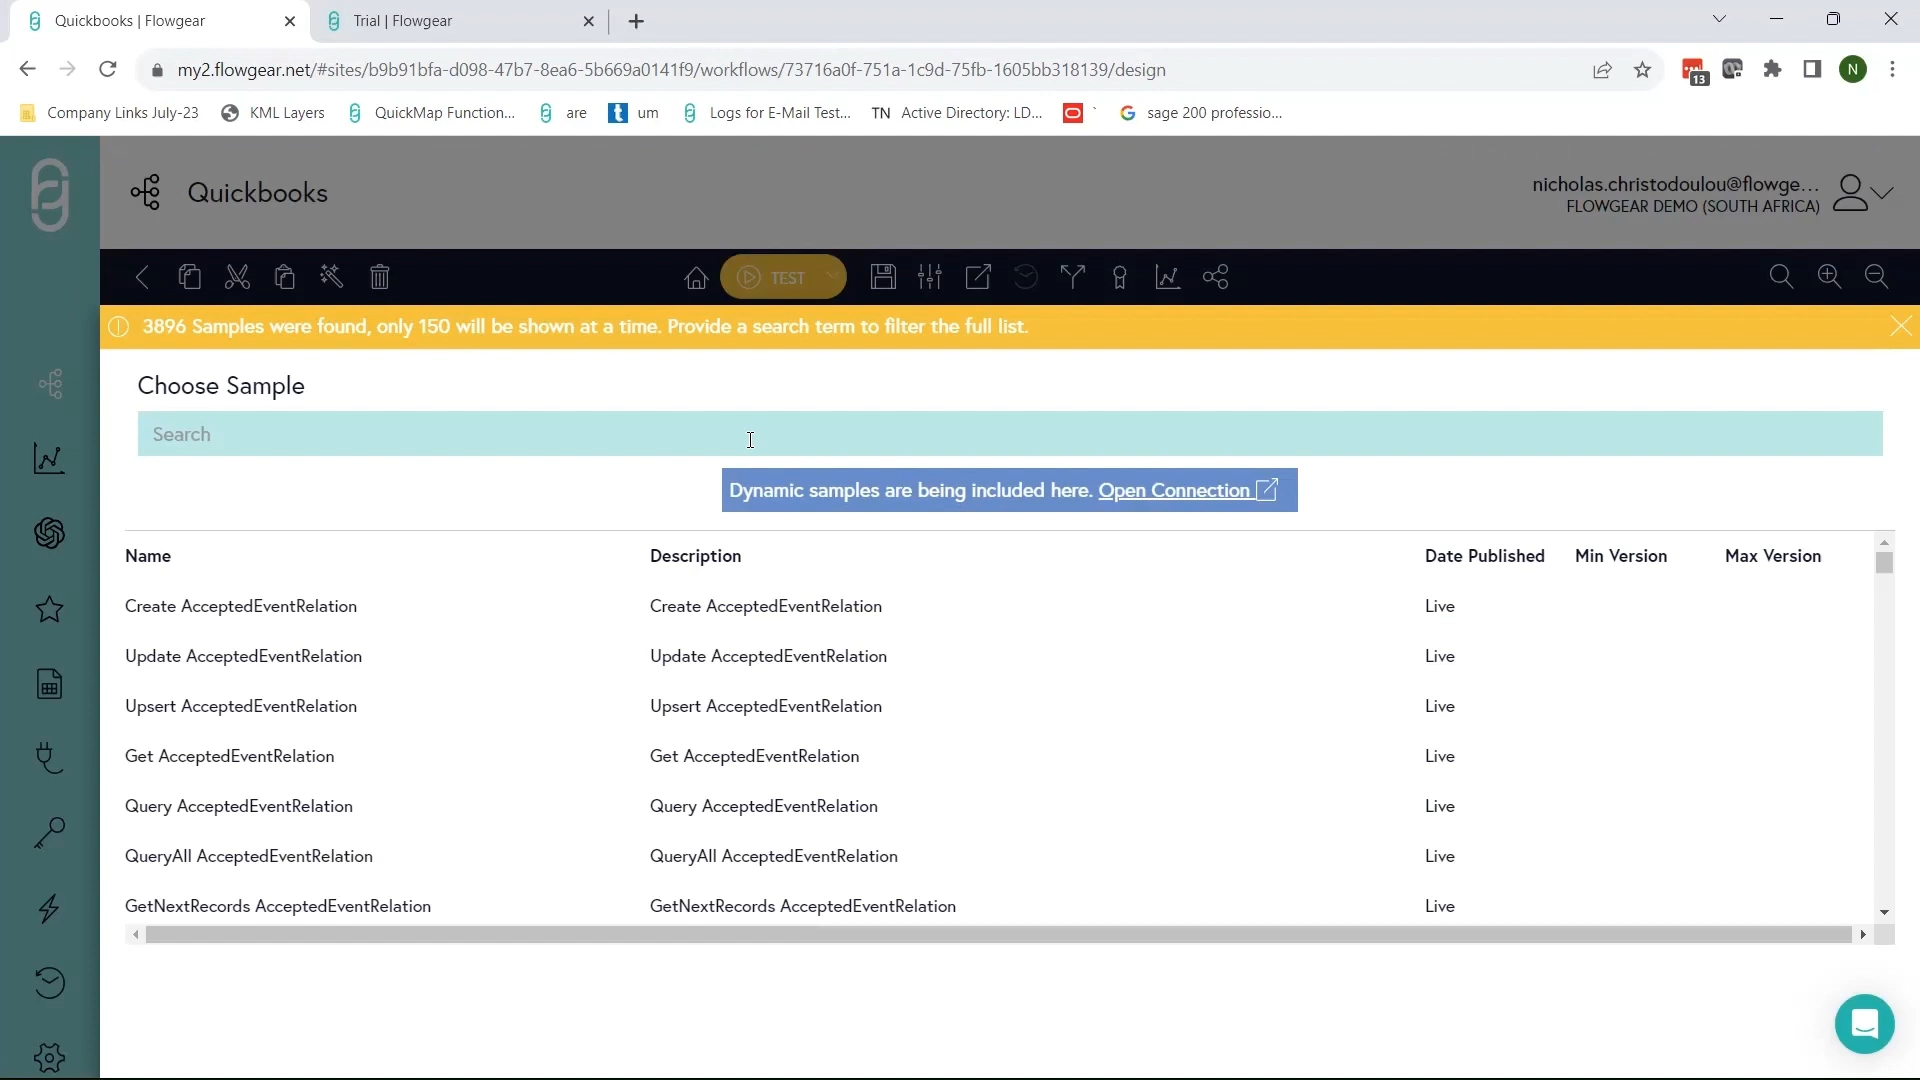 Quickbooks | Flowgear
Trial | Flowgear
my2.flowgear.net/#sites/b9b91bfa-d098-47b7-8ea6-5b669a0141f9/workflows/73716a0f-751a-1c9d-75fb-1605bb318139/design
13
N
Company Links July-23
KML Layers
QuickMap Function...
are
t
um
Logs for E-Mail Test...
TN
Active Directory: LD...
`
sage 200 professio...
Quickbooks
nicholas.christodoulou@flowge...
FLOWGEAR DEMO (SOUTH AFRICA)
TEST
3896 Samples were found, only 150 will be shown at a time. Provide a search term to filter the full list.
Choose Sample
Search
Dynamic samples are being included here. Open Connection
Name Description Date Published Min Version Max Version
Create AcceptedEventRelation Create AcceptedEventRelation Live
Update AcceptedEventRelation Update AcceptedEventRelation Live
Upsert AcceptedEventRelation Upsert AcceptedEventRelation Live
Get AcceptedEventRelation Get AcceptedEventRelation Live
Query AcceptedEventRelation Query AcceptedEventRelation Live
QueryAll AcceptedEventRelation QueryAll AcceptedEventRelation Live
GetNextRecords AcceptedEventRelation GetNextRecords AcceptedEventRelation Live